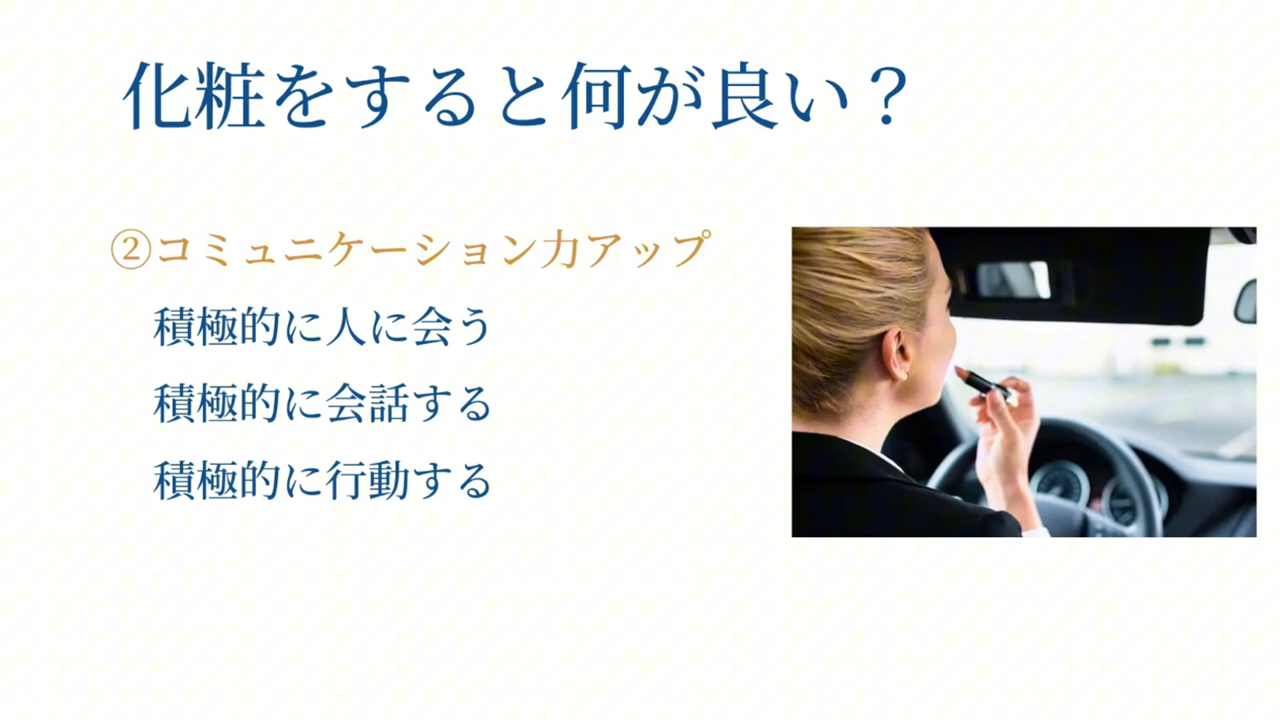 化粧をすると何が良い？
②コミュニケーション力アップ
積極的に人に会う
積極的に会話する
積極的に行動する